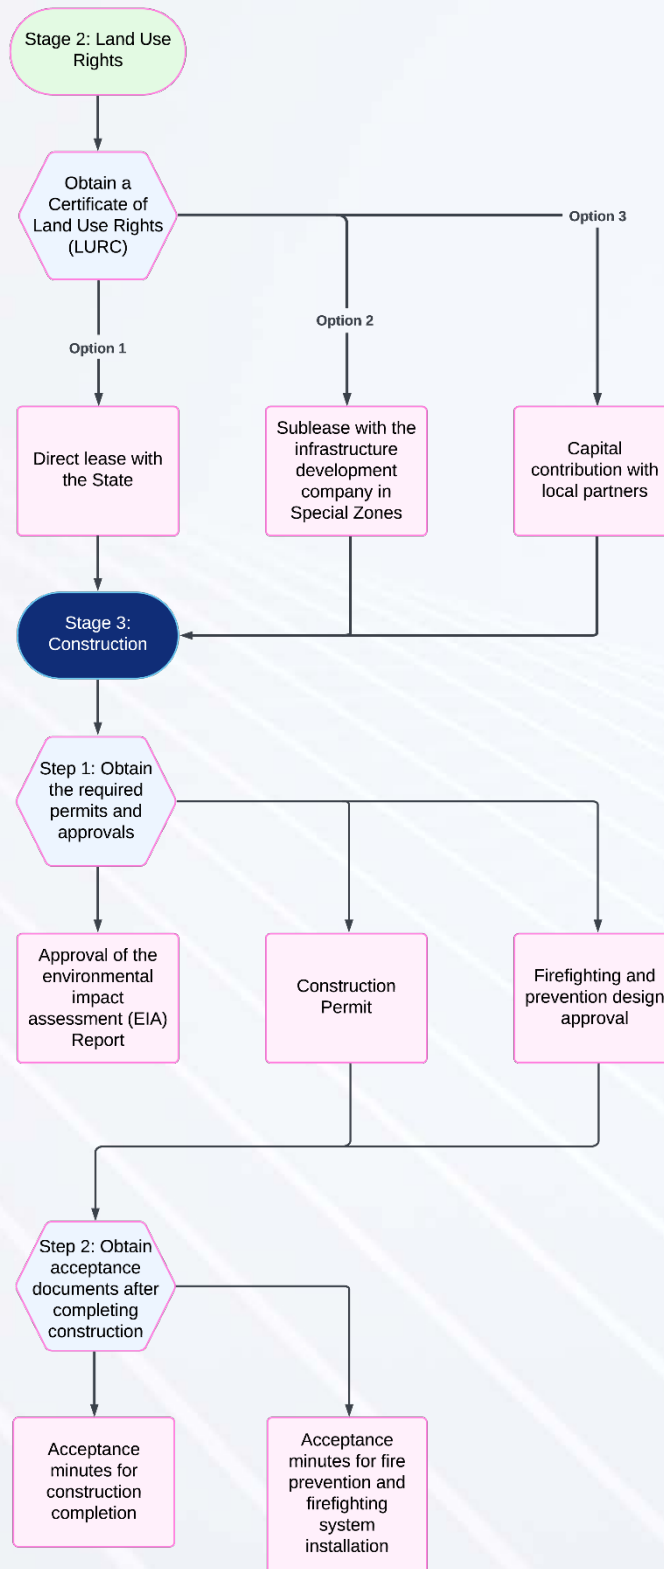 Stage 2: Land Use
Rights
Obtain a
Certificate of
Land Use Rights
(LURC)
Option 3
Option 2
Option 1
Direct lease with
the State
Sublease with the
infrastructure
development
company in
Special Zones
Capital
contribution with
local partners
Stage 3:
Construction
Step 1: Obtain
the required
permits and
approvals
Approval of the
environmental
impact
assessment (EIA)
Report
Construction
Permit
Firefighting and
prevention design
approval
Step 2: Obtain
acceptance
documents after
completing
construction
Acceptance
minutes for
construction
completion
Acceptance
minutes for fire
prevention and
firefighting
system
installation